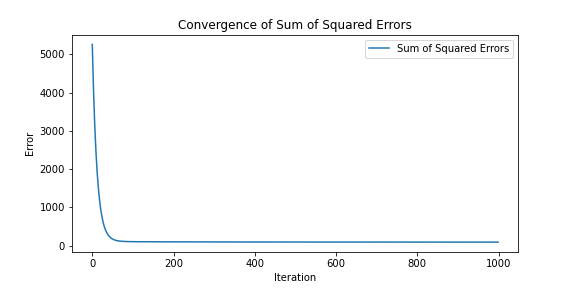 Convergence of Sum of Squared Errors
Sum of Squared Errors
5000
4000
3000
2000
1000
0
Error
0 200 400 600 800 1000
Iteration